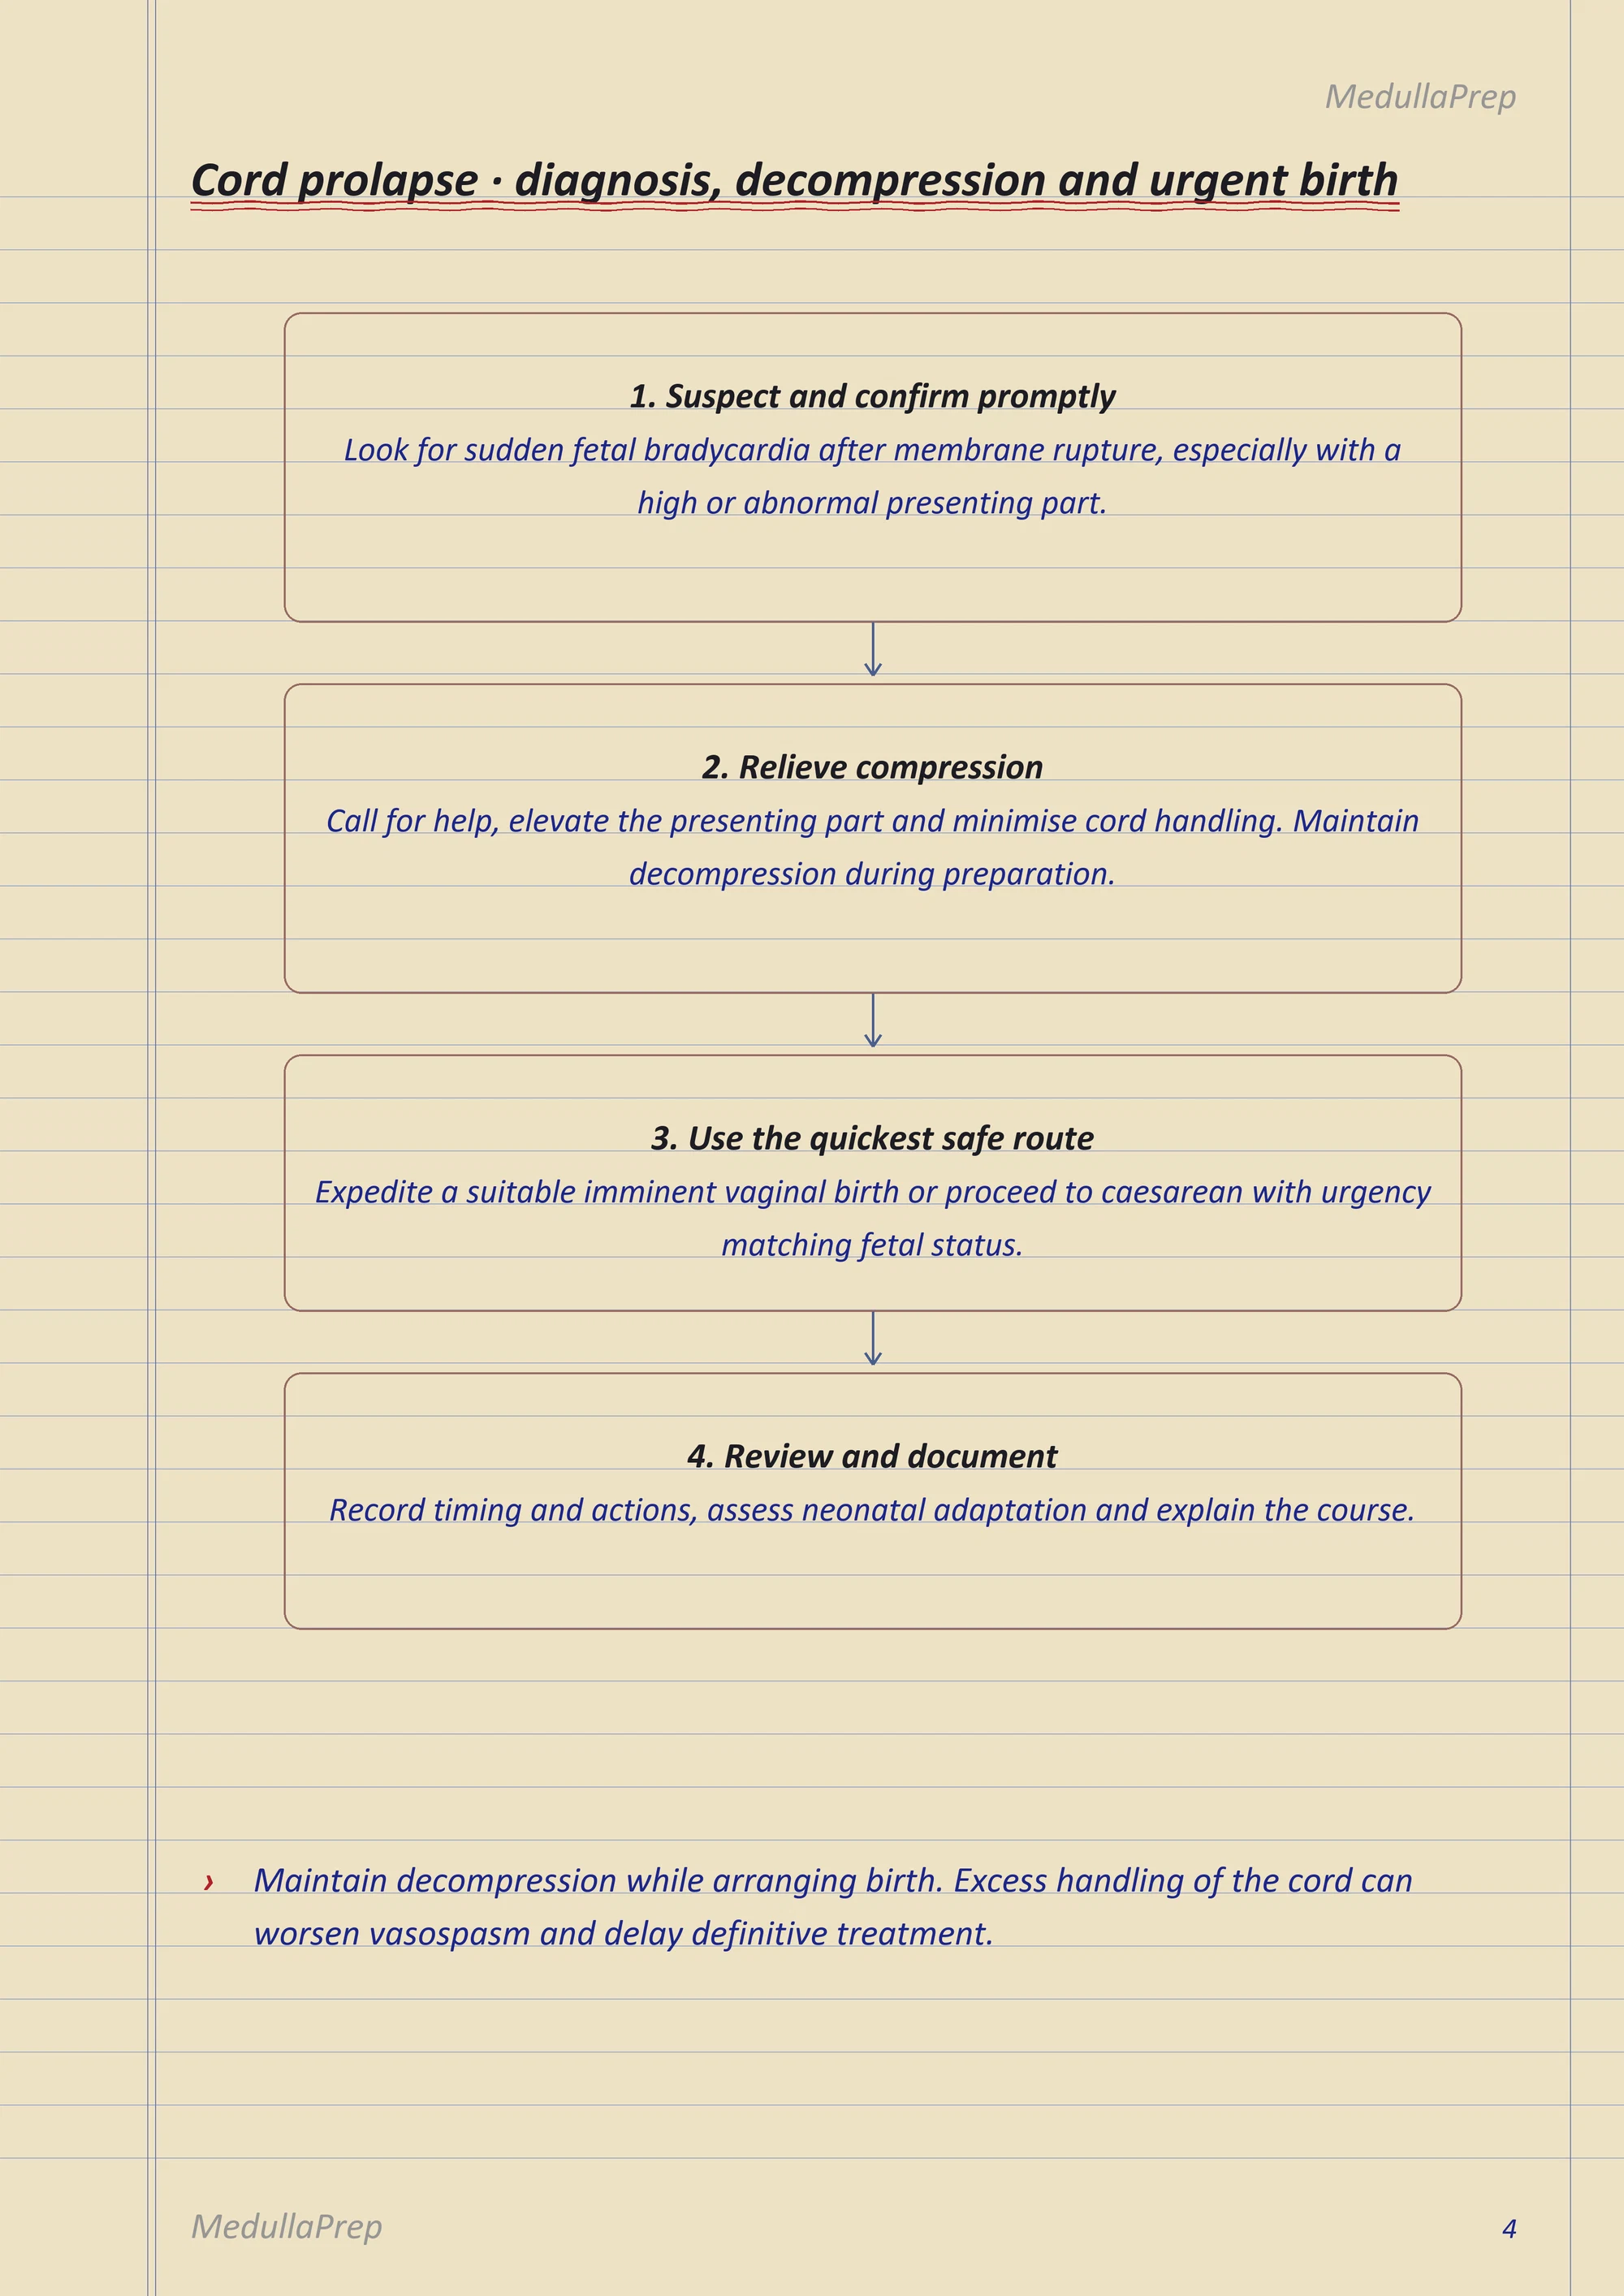 MedullaPrep
Cord prolapse · diagnosis, decompression and urgent birth
1. Suspect and confirm promptly
Look for sudden fetal bradycardia after membrane rupture, especially with a
high or abnormal presenting part.
2. Relieve compression
Call for help, elevate the presenting part and minimise cord handling. Maintain
decompression during preparation.
3. Use the quickest safe route
Expedite a suitable imminent vaginal birth or proceed to caesarean with urgency
matching fetal status.
4. Review and document
Record timing and actions, assess neonatal adaptation and explain the course.
› Maintain decompression while arranging birth. Excess handling of the cord can
worsen vasospasm and delay definitive treatment.
MedullaPrep
4